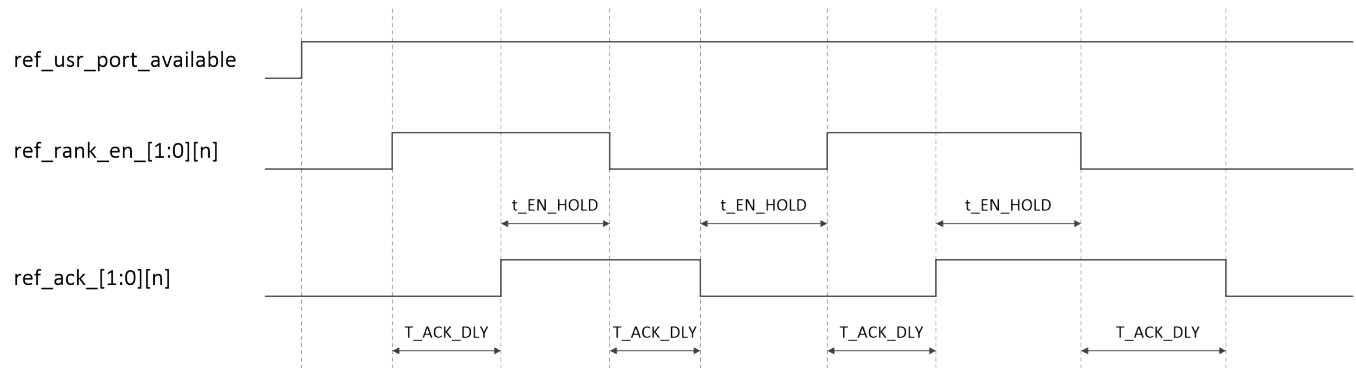 ref_usr_port_available
ref_rank_en_[1:0][n]
t_EN_HOLD t_EN_HOLD t_EN_HOLD
ref_ack_[1:0][n]
T_ACK_DLY T_ACK_DLY T_ACK_DLY T_ACK_DLY